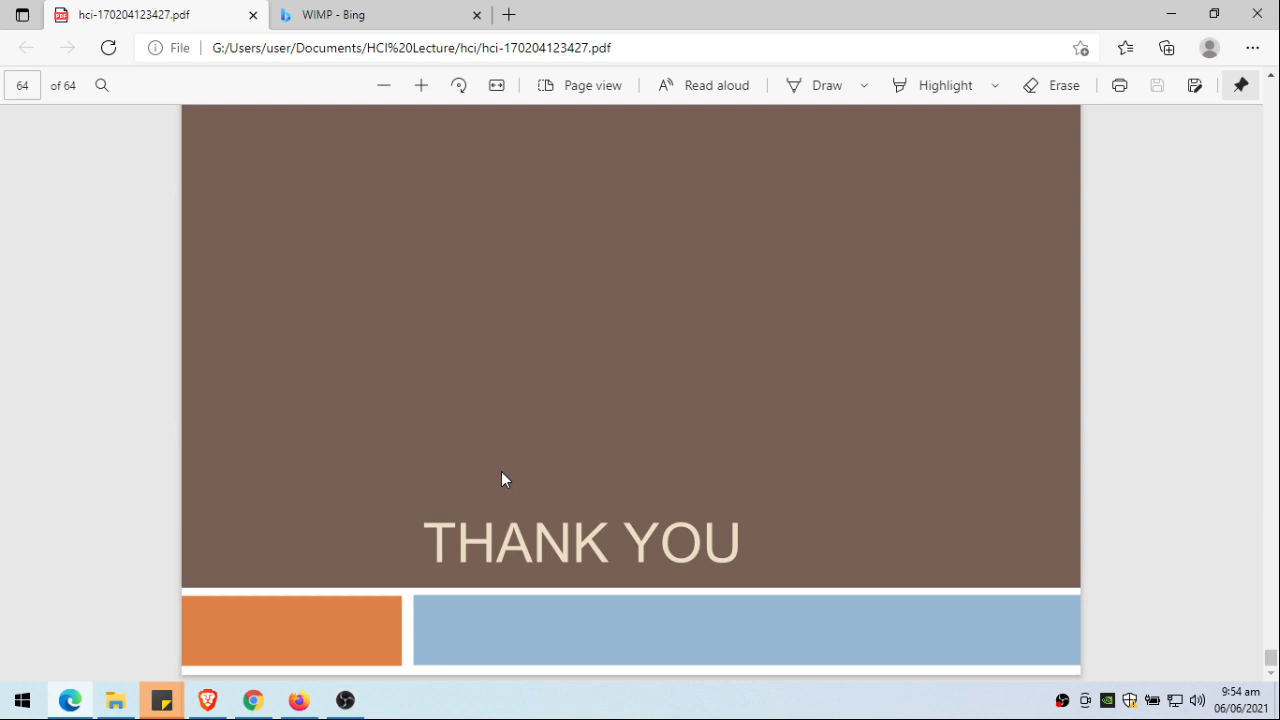 hci-170204123427.pdf
WIMP - Bing
File
G:/Users/user/Documents/HCI%20Lecture/hci/hci-170204123427.pdf
64
of 64
Page view
Read aloud
Draw
Highlight
Erase
THANK YOU
9:54 am
06/06/2021